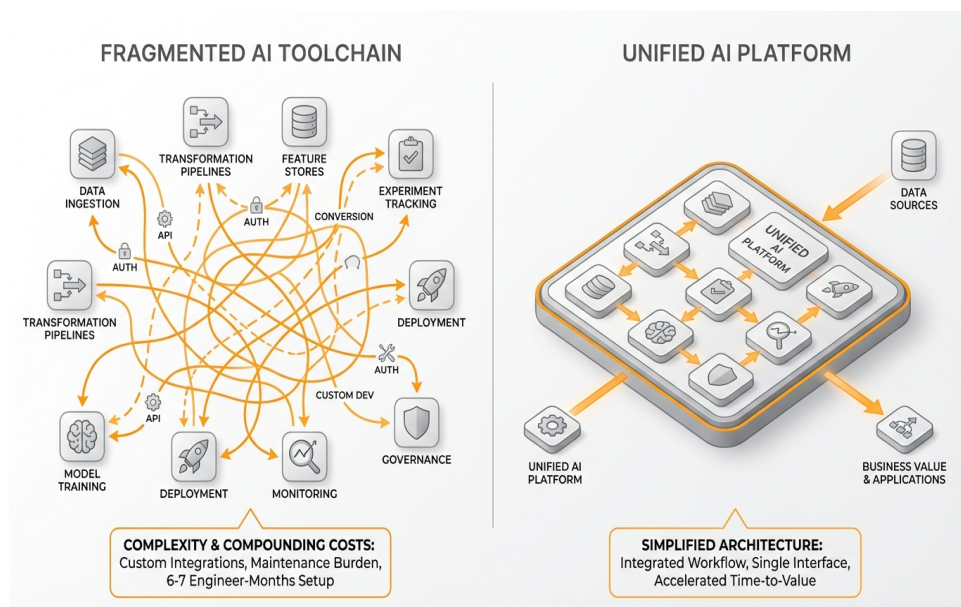 FRAGMENTED AI TOOLCHAIN
TRANSFORMATION
PIPELINES
FEATURE
STORES
DATA
INGESTION
EXPERIMENT
TRACKING
API
AUTH
CONVERSION
AUTH
TRANSFORMATION
PIPELINES
DEPLOYMENT
AUTH
CUSTOM DEV
API
MODEL
TRAINING
DEPLOYMENT
MONITORING
GOVERNANCE
COMPLEXITY & COMPOUNDING COSTS:
Custom Integrations, Maintenance Burden,
6-7 Engineer-Months Setup
UNIFIED AI PLATFORM
DATA
SOURCES
UNIFIED
AI
PLATFORM
UNIFIED AI
PLATFORM
BUSINESS VALUE
& APPLICATIONS
SIMPLIFIED ARCHITECTURE:
Integrated Workflow, Single Interface,
Accelerated Time-to-Value